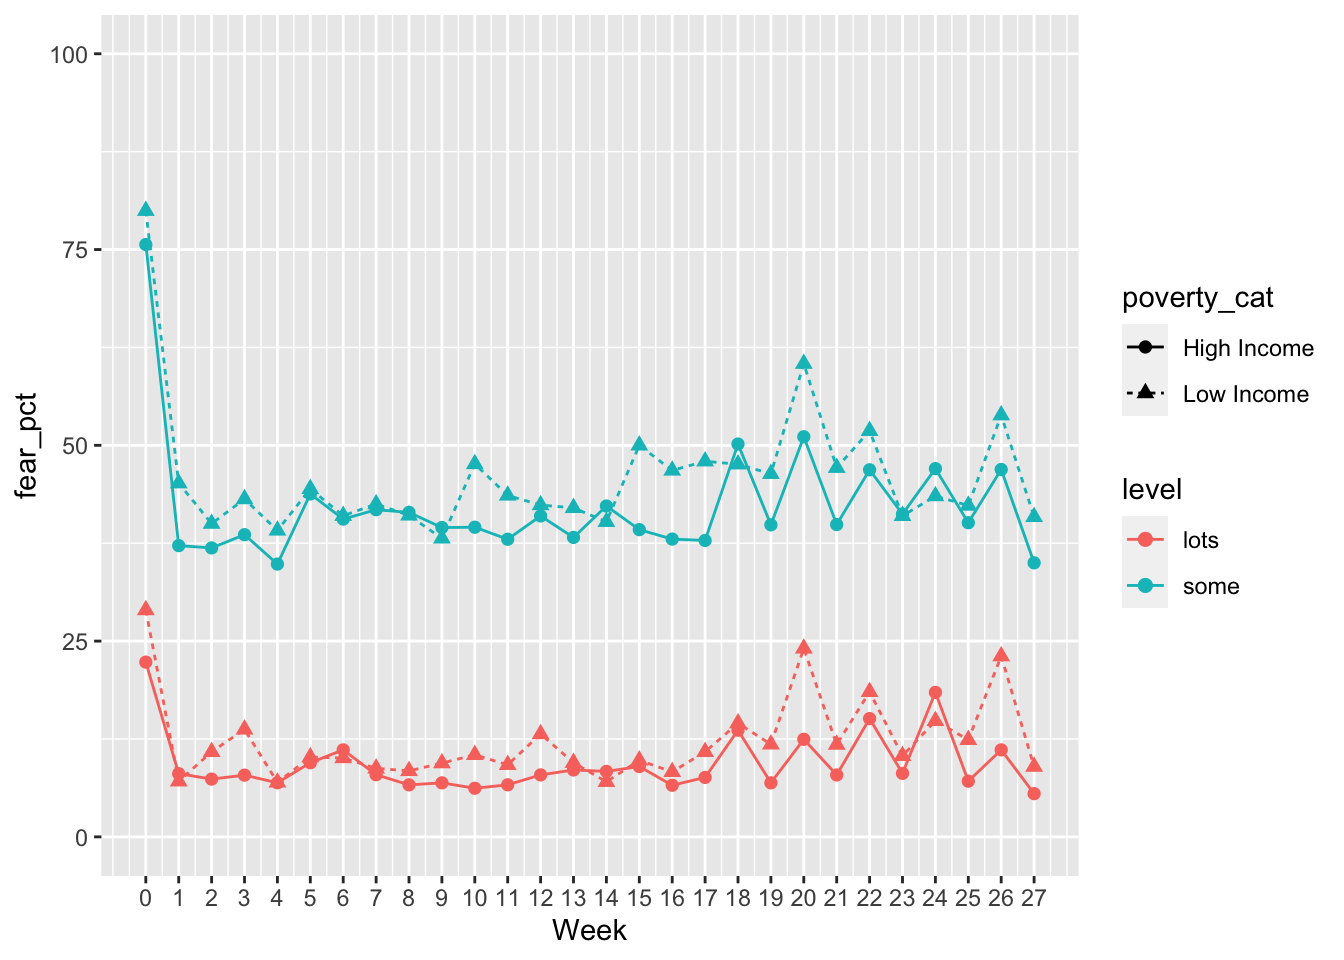 fear_pct
100
75
50
25
0
0 1 2 3 4 5 6 7 8 9 10 11 12 13 14 15 16 17 18 19 20 21 22 23 24 25 26 27
Week
poverty_cat
High Income
Low Income
level
lots
some